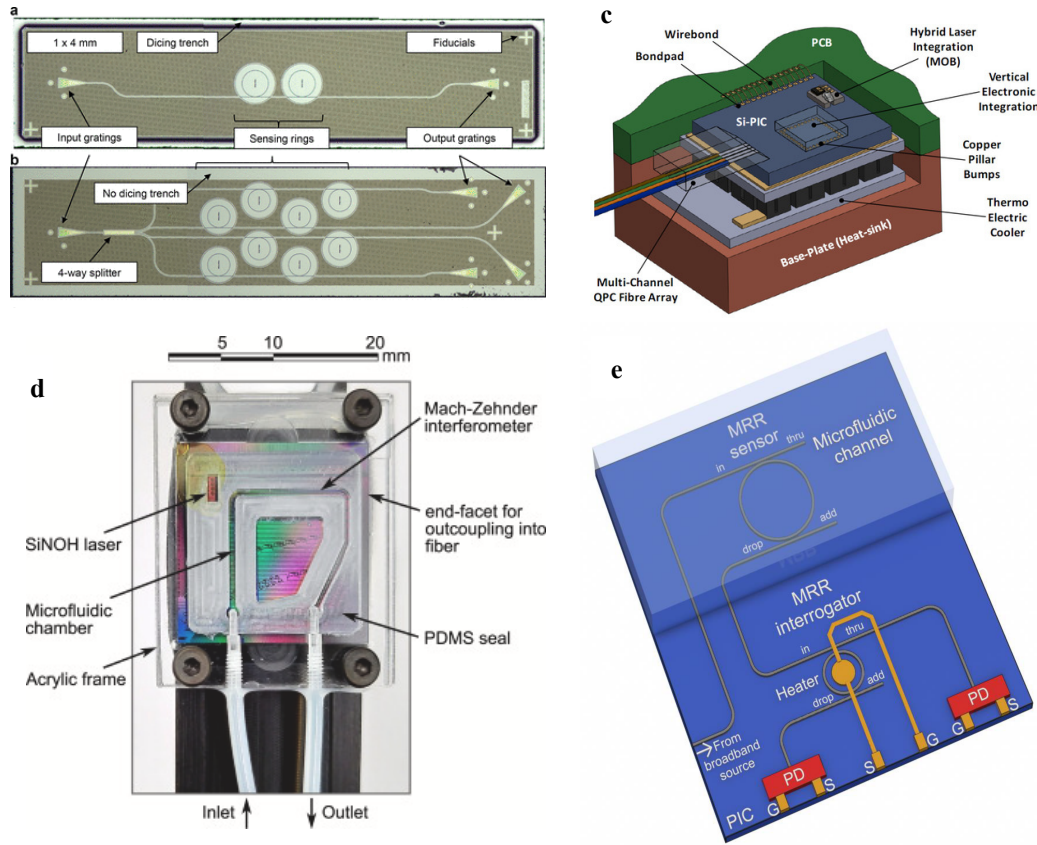 a
1 x 4 mm
Dicing trench
Fiducials
Input gratings
Sensing rings
Output gratings
b
No dicing trench
4-way splitter
c
Wirebond
Bondpad
PCB
Hybrid Laser
Integration
(MOB)
Vertical
Electronic
Integration
Si-PIC
Copper
Pillar
Bumps
Thermo
Electric
Cooler
Base-Plate (Heat-sink)
Multi-Channel
QPC Fibre Array
d
5 10 20
mm
Mach-Zehnder
interferometer
SiNOH laser
end-facet for
outcoupling into
fiber
Microfluidic
chamber
PDMS seal
Acrylic frame
Inlet
Outlet
e
MRR
sensor
thru
in
Microfluidic
channel
add
drop
MRR
interrogator
thru
in
Heater
add
drop
From
broadband
source
PD
G
S
S
G
PD
G
S
PIC